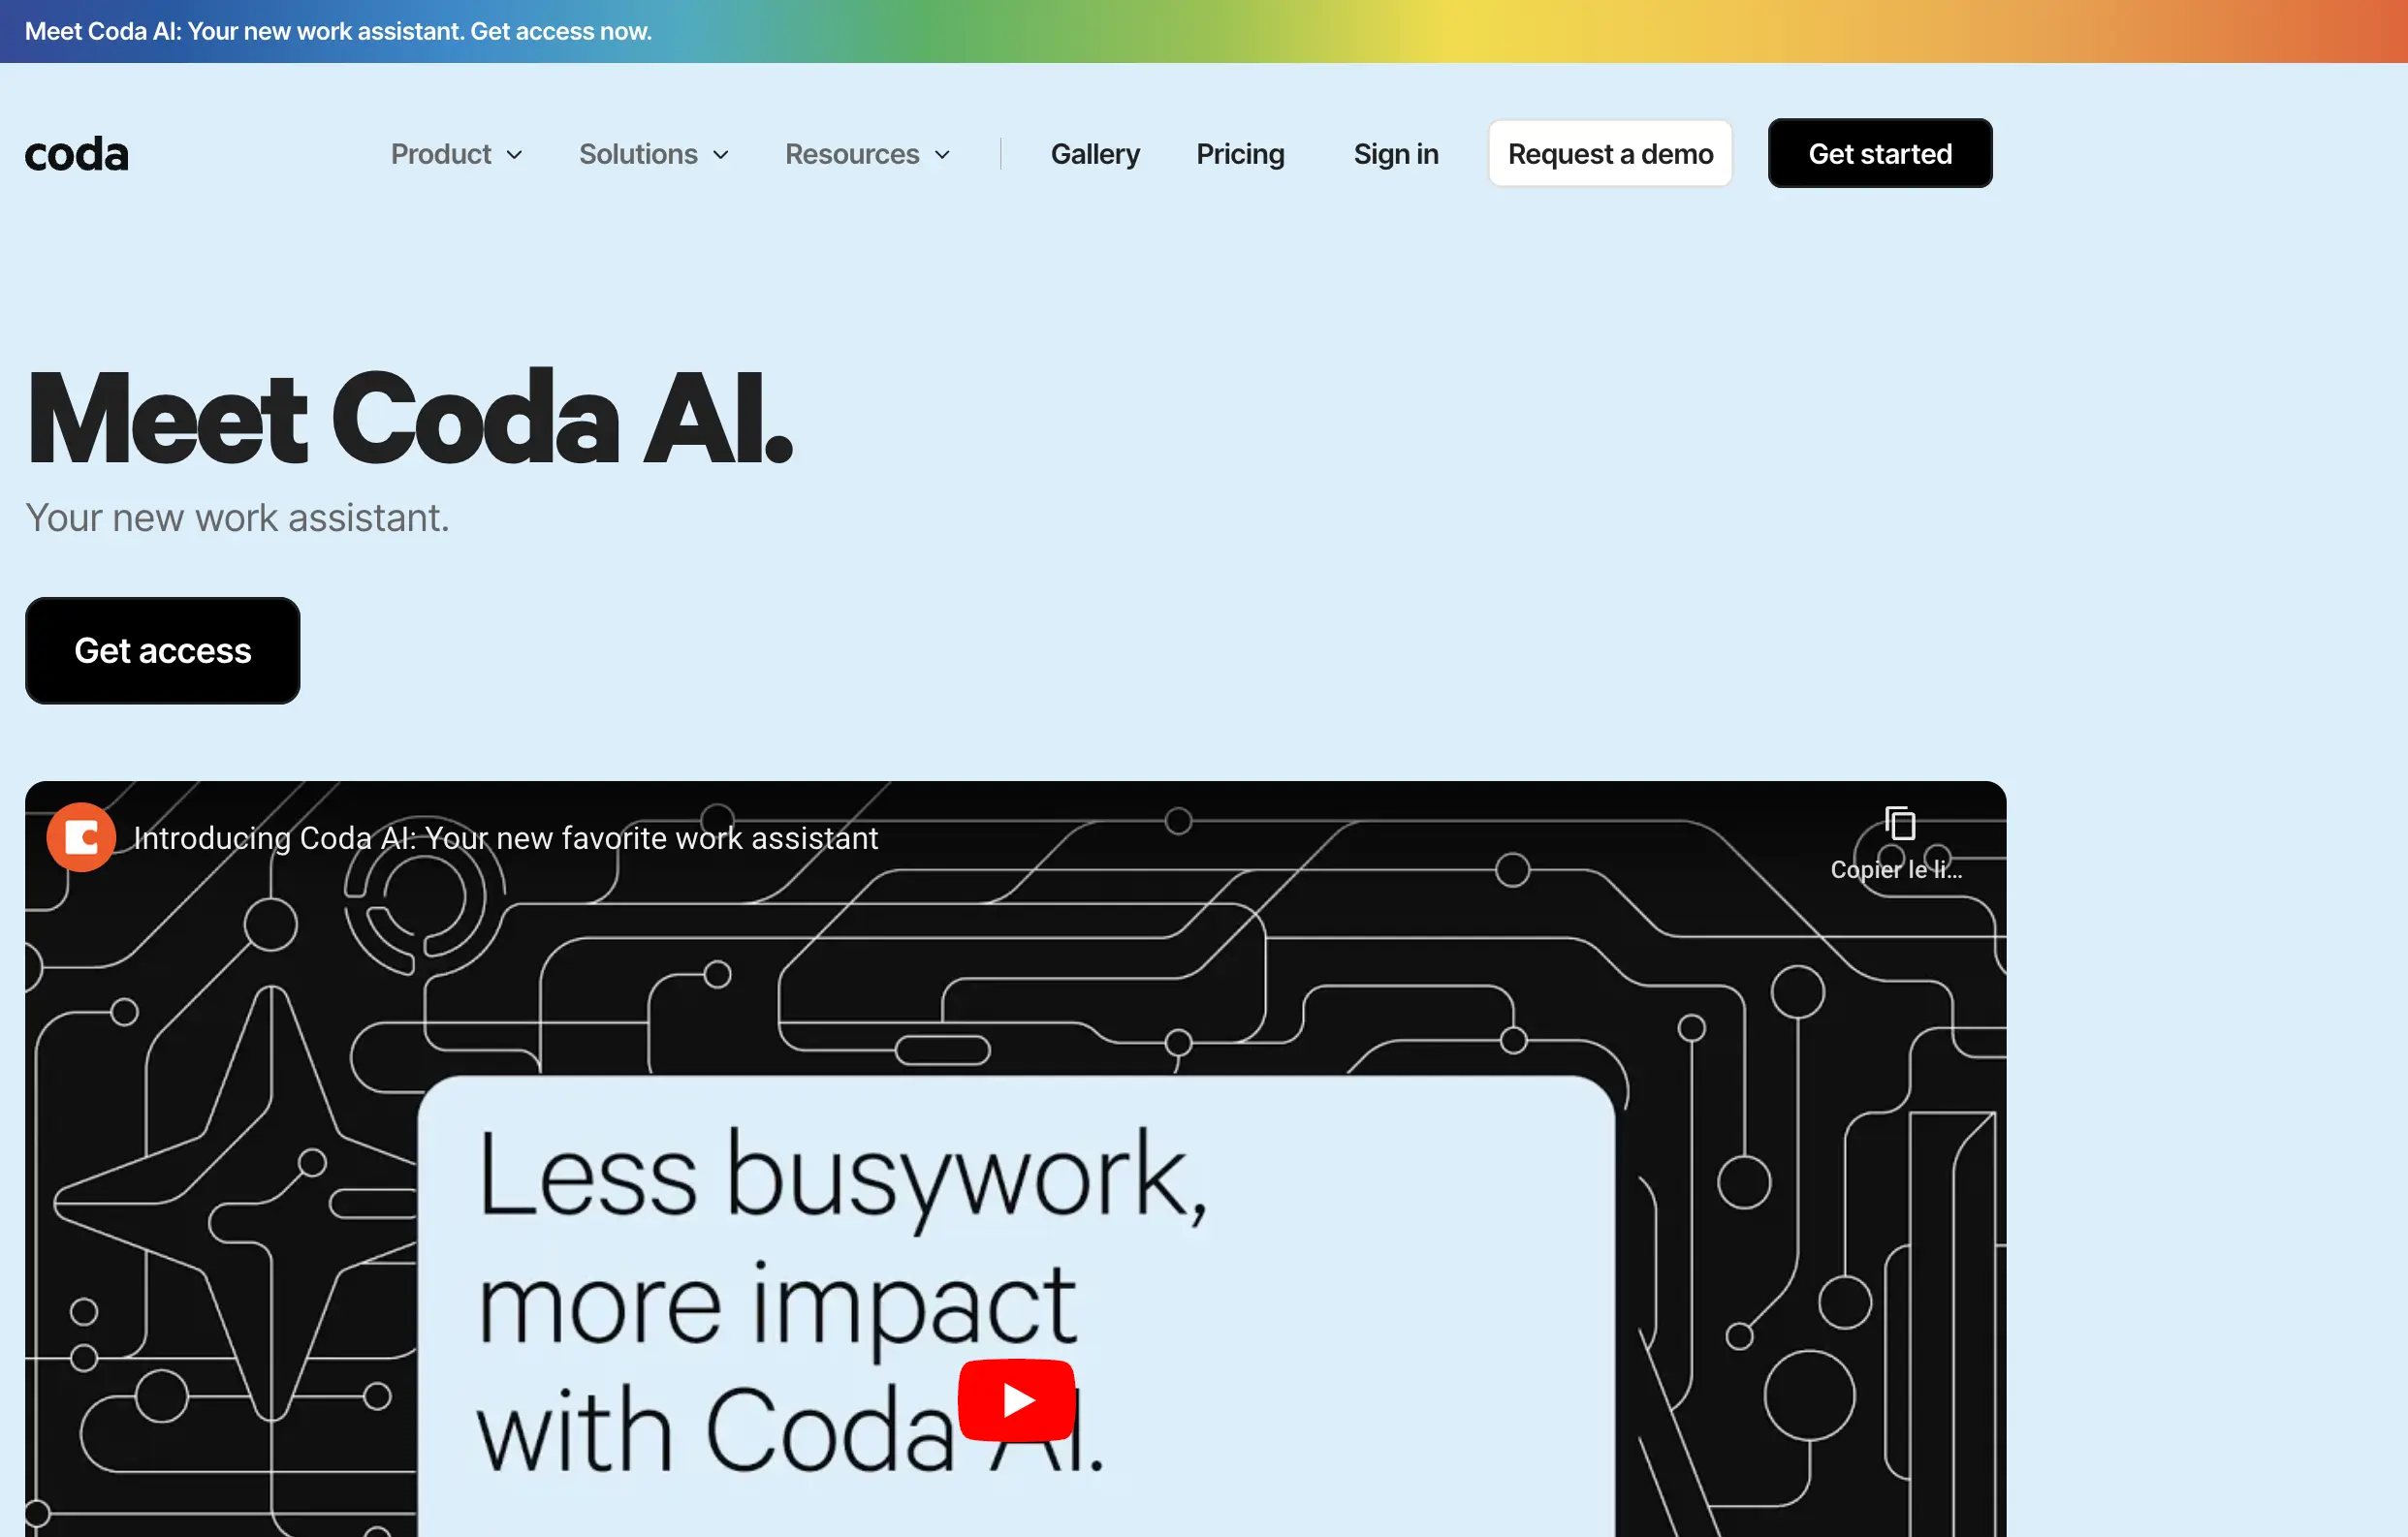 Meet Coda AI: Your new work assistant. Get access now.
coda
Product
Solutions
Resources
Gallery
Pricing
Sign in
Request a demo
Get started
Meet Coda AI.
Your new work assistant.
Get access
Introducing Coda AI: Your new favorite work assistant
Copier le li...
Less busywork,
more impact
with Coda AI.